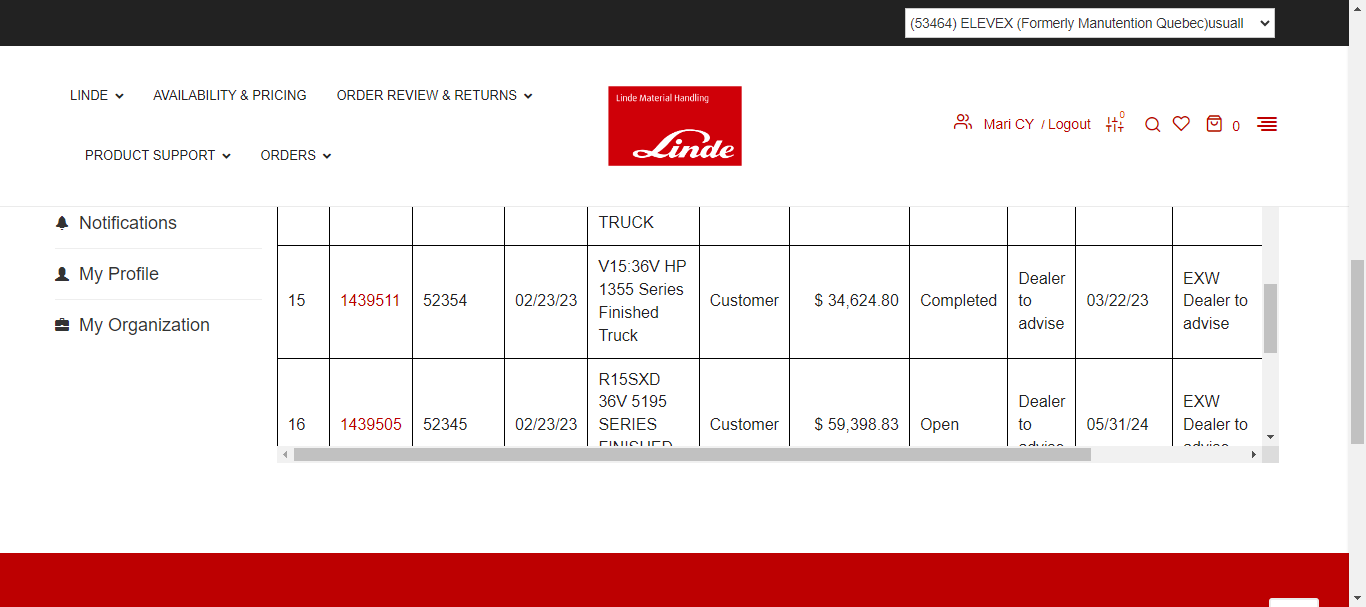 (53464) ELEVEX (Formerly Manutention Quebec)usuall
LINDE
AVAILABILITY & PRICING
ORDER REVIEW & RETURNS
PRODUCT SUPPORT
ORDERS
Linde Material Handling
Linde
Mari CY / Logout
0
0
Notifications
My Profile
My Organization
TRUCK
15
1439511
52354
02/23/23
V15:36V HP
1355 Series
Finished
Truck
Customer
$ 34,624.80
Completed
Dealer
to
advise
03/22/23
EXW
Dealer to
advise
16
1439505
52345
02/23/23
R15SXD
36V 5195
SERIES
FINISHED
Customer
$ 59,398.83
Open
Dealer
to
advise
05/31/24
EXW
Dealer to
advise